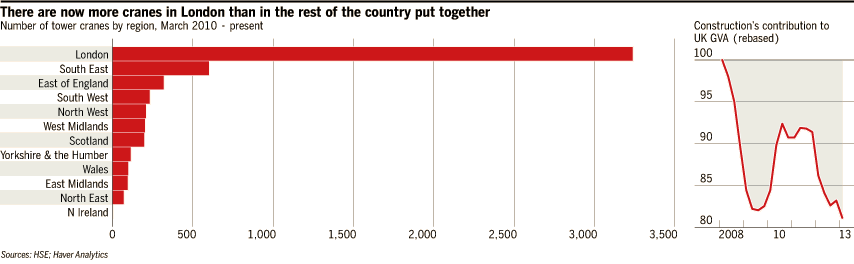 There are now more cranes in London than in the rest of the country put together
Number of tower cranes by region, March 2010 - present
London
South East
East of England
South West
North West
West Midlands
Scotland
Yorkshire & the Humber
Wales
East Midlands
North East
N Ireland
0 500 1,000 1,500 2,000 2,500 3,000 3,500
Construction's contribution to
UK GVA (rebased)
100
95
90
85
80
2008 10 13
Sources: HSE; Haver Analytics